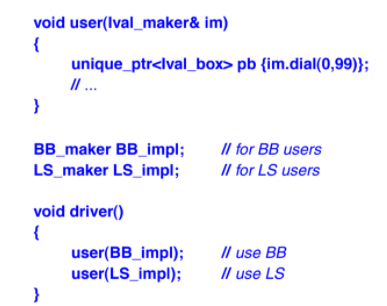 void user(Ival_maker& im)
{
unique_ptr<Ival_box> pb {im.dial(0,99)};
// ...
}
BB_maker BB_impl; // for BB users
LS_maker LS_impl; // for LS users
void driver()
{
user(BB_impl); // use BB
user(LS_impl); // use LS
}